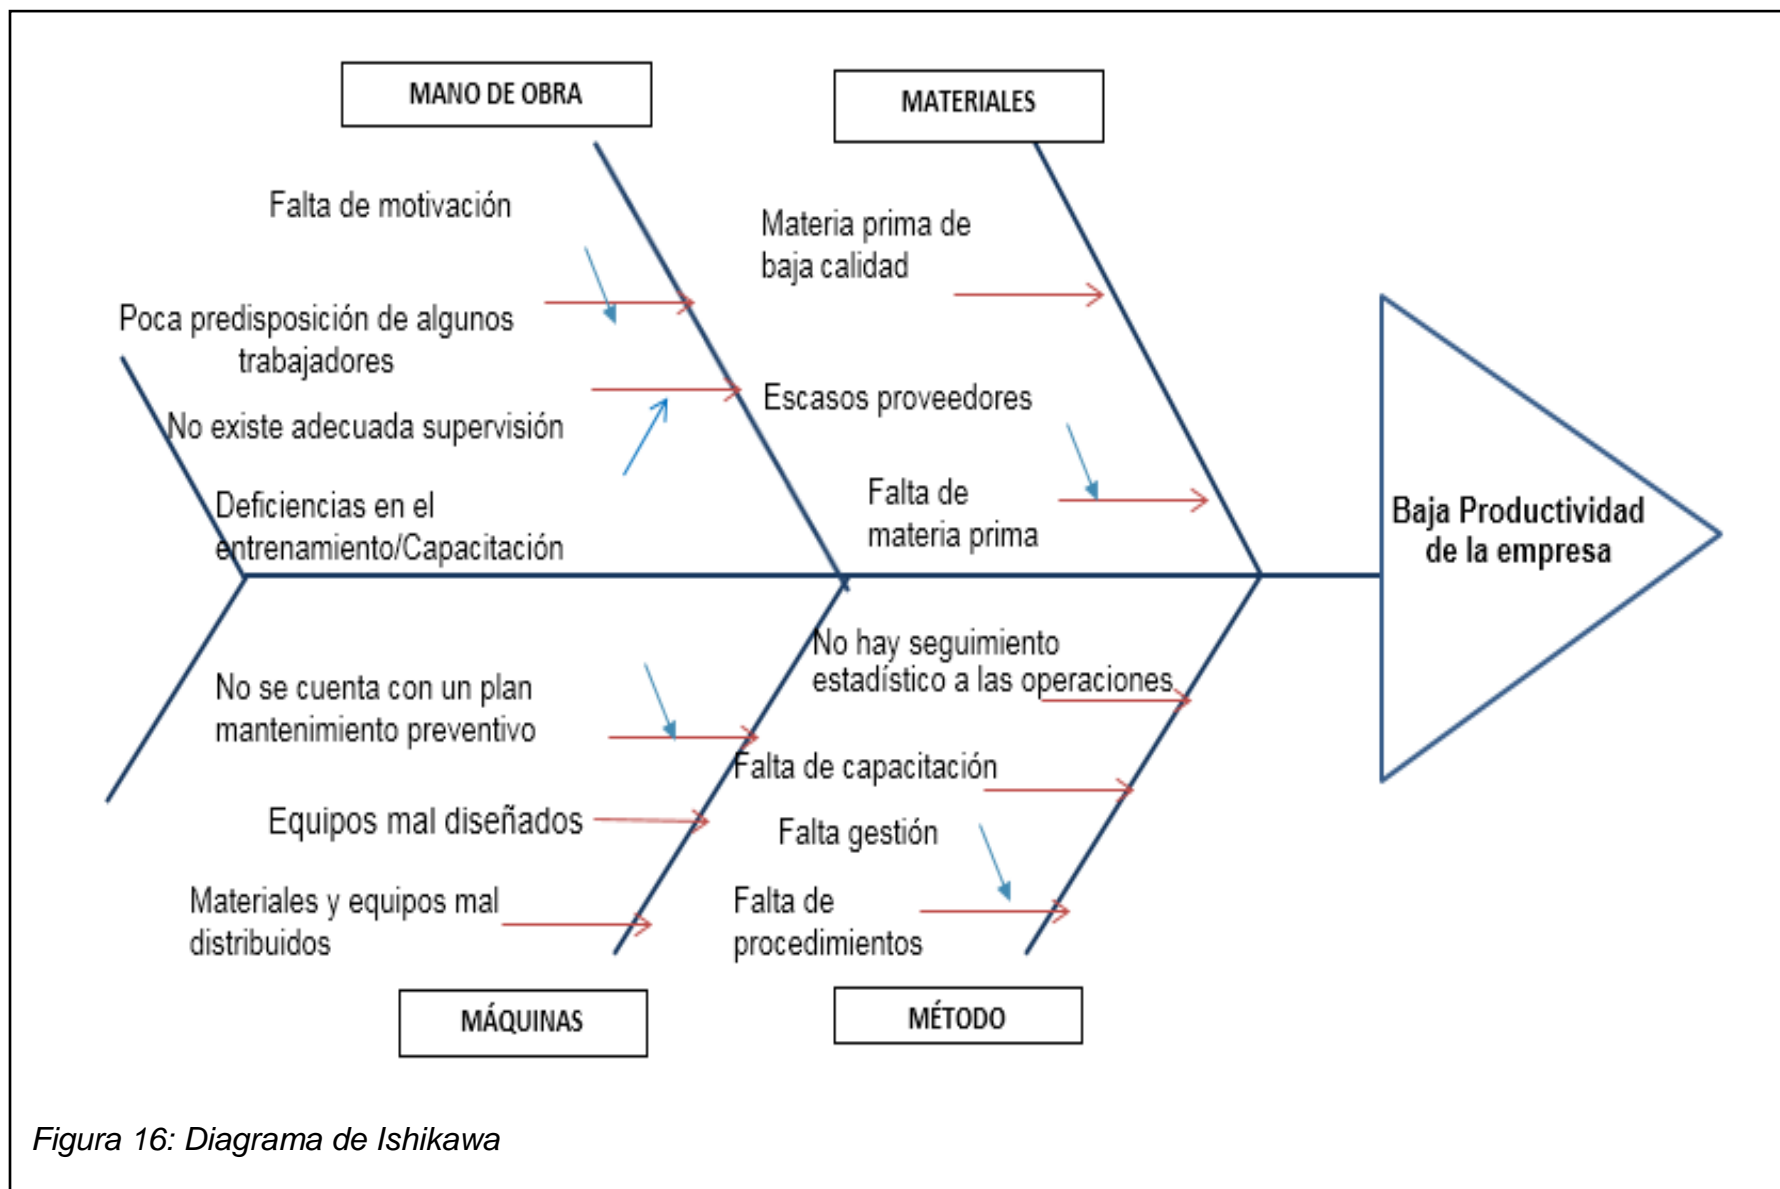 MANO DE OBRA
MATERIALES
Falta de motivación
Materia prima de
baja calidad
Poca predisposición de algunos
trabajadores
Escasos proveedores
No existe adecuada supervisión
Falta de
materia prima
Deficiencias en el
entrenamiento/Capacitación
Baja Productividad
de la empresa
No hay seguimiento
estadístico a las operaciones
No se cuenta con un plan
mantenimiento preventivo
Falta de capacitación
Equipos mal diseñados
Falta gestión
Materiales y equipos mal
distribuidos
Falta de
procedimientos
MÁQUINAS
MÉTODO
Figura 16: Diagrama de Ishikawa